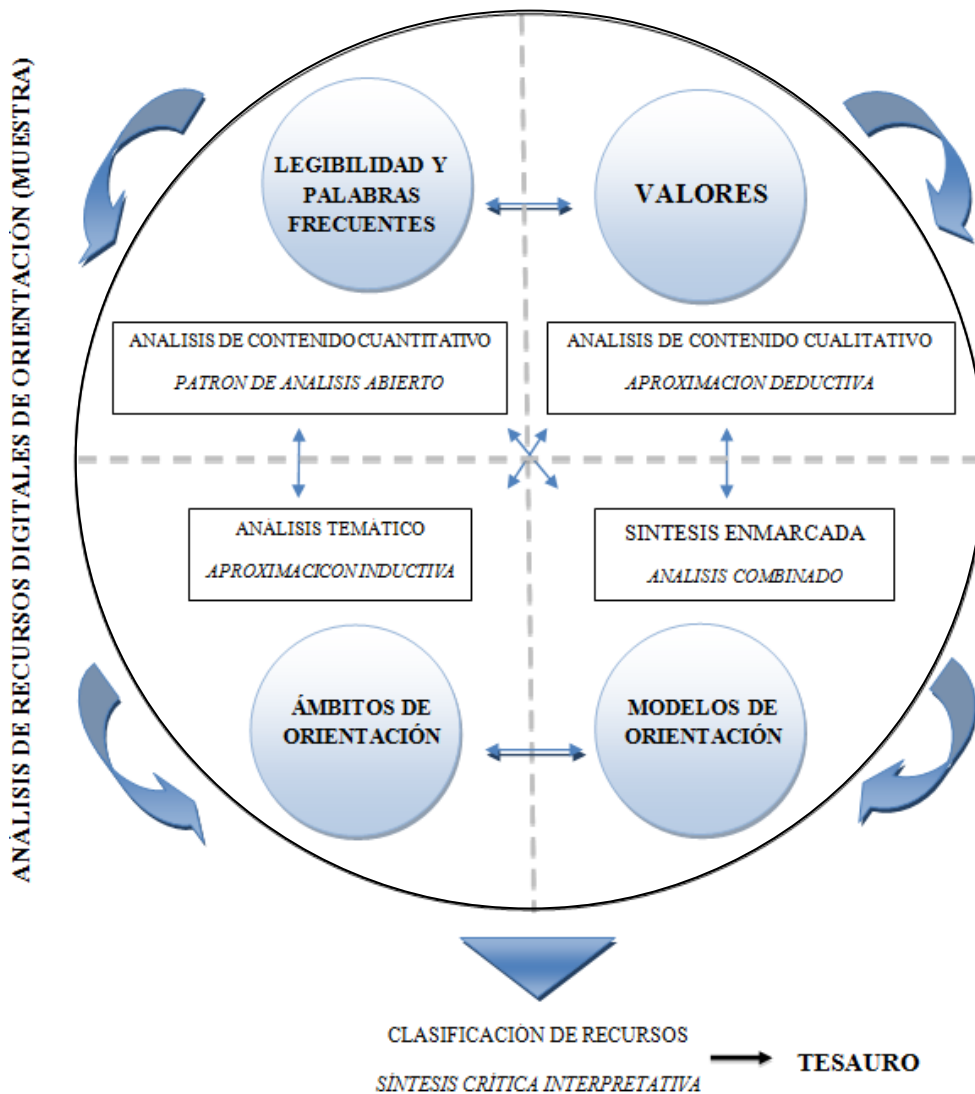 ANÁLISIS DE RECURSOS DIGITALES DE ORIENTACIÓN (MUESTRA)
LEGIBILIDAD Y
PALABRAS
FRECUENTES
VALORES
ANALISIS DE CONTENIDO CUANTITATIVO
PATRON DE ANALISIS ABIERTO
ANALISIS DE CONTENIDO CUALITATIVO
APROXIMACION DEDUCTIVA
ANÁLISIS TEMÁTICO
APROXIMACICON INDUCTIVA
SINTESIS ENMARCADA
ANALISIS COMBINADO
ÁMBITOS DE
ORIENTACIÓN
MODELOS DE
ORIENTACIÓN
CLASIFICACIÓN DE RECURSOS
SÍNTESIS CRÍTICA INTERPRETATIVA
TESAURO